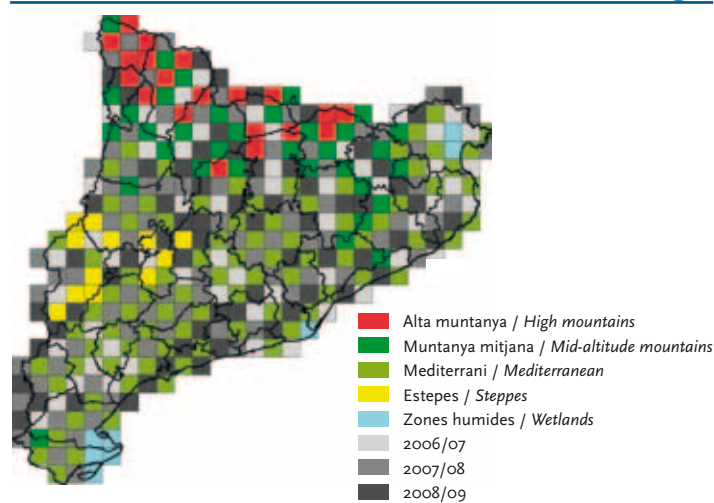 Alta muntanya / High mountains
Muntanya mitjana / Mid-altitude mountains
Mediterrani / Mediterranean
Estepes / Steppes
Zones humides / Wetlands
2006/07
2007/08
2008/09